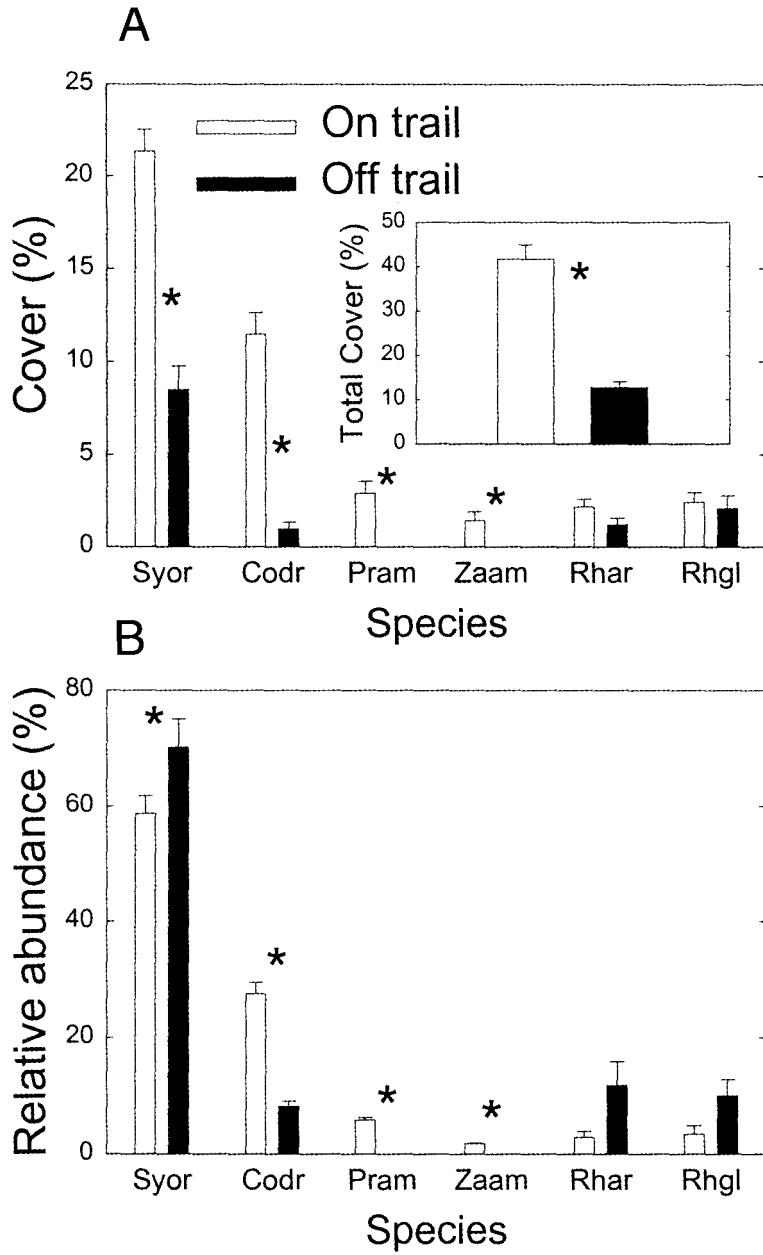 A
25
20
15
10
5
0
Cover (%)
On trail
Off trail
50
40
30
20
10
0
Total Cover (%)
*
*
*
*
*
Syor Codr Pram Zaam Rhar Rhgl
Species
B
80
60
40
20
0
Relative abundance (%)
*
*
*
*
Syor Codr Pram Zaam Rhar Rhgl
Species